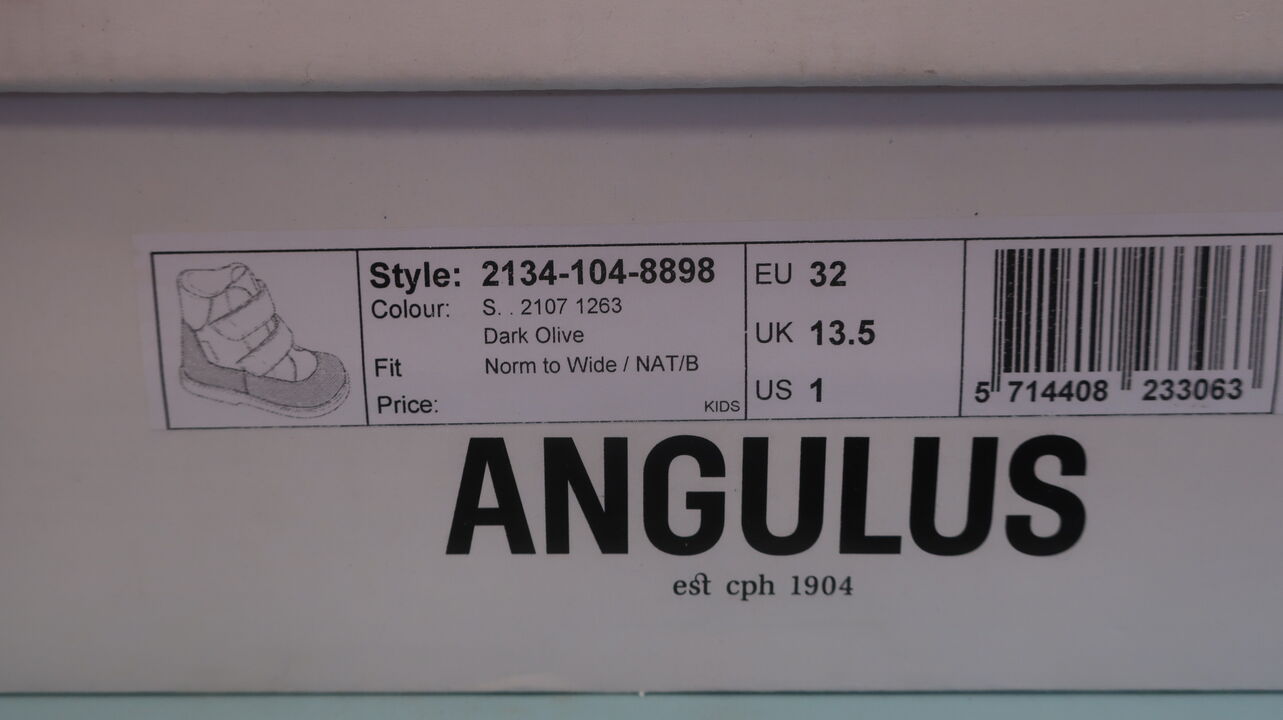 Style: 2134-104-8898
Colour: S. . 2107 1263
Dark Olive
Fit Norm to Wide / NAT/B
Price: KIDS
EU 32
UK 13.5
US 1
5 714408 233063
ANGULUS
est cph 1904